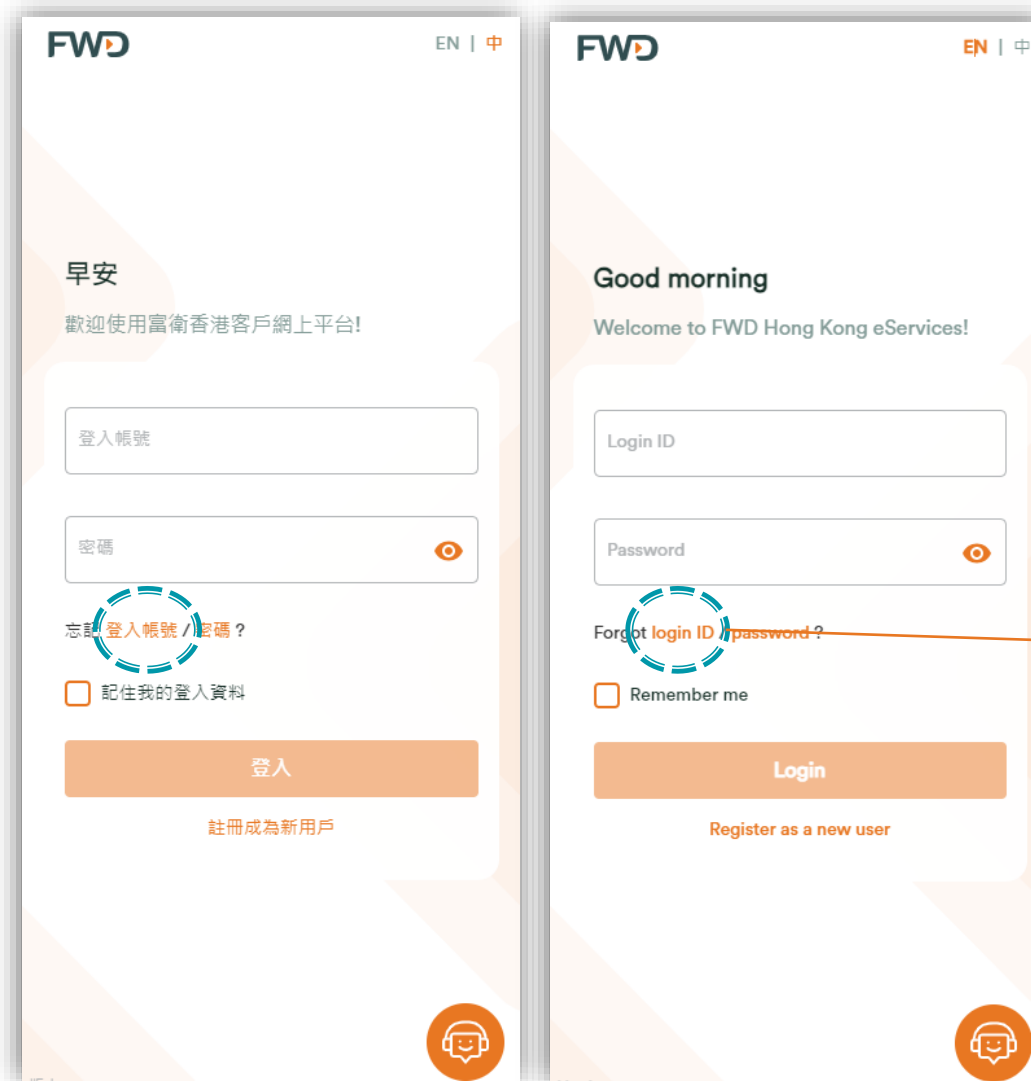 FWD
EN | 中
早安
歡迎使用富衛香港客戶網上平台!
登入帳號
密碼
忘記 登入帳號 / 密碼 ?
記住我的登入資料
登入
註冊成為新用戶
FWD
EN | 中
Good morning
Welcome to FWD Hong Kong eServices!
Login ID
Password
Forgot login ID / password ?
Remember me
Login
Register as a new user